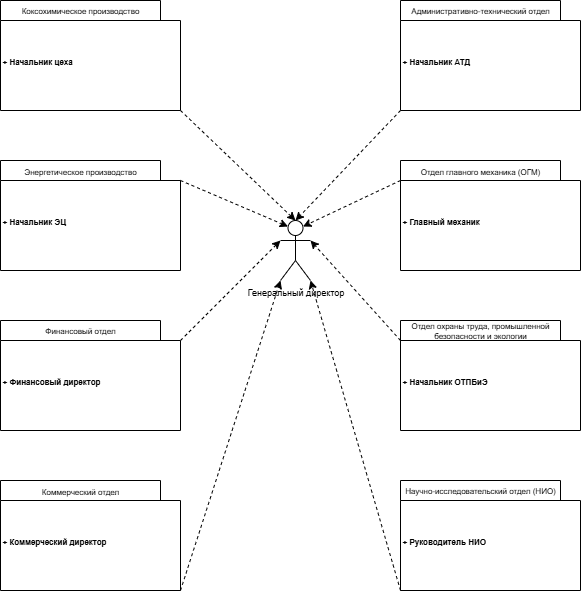 Коксохимическое производство
+ Начальник цеха
Административно-технический отдел
+ Начальник АТД
Энергетическое производство
+ Начальник ЭЦ
Отдел главного механика (ОГМ)
+ Главный механик
Генеральный директор
Финансовый отдел
+ Финансовый директор
Отдел охраны труда, промышленной
безопасности и экологии
+ Начальник ОТПБиЭ
Коммерческий отдел
+ Коммерческий директор
Научно-исследовательский отдел (НИО)
+ Руководитель НИО